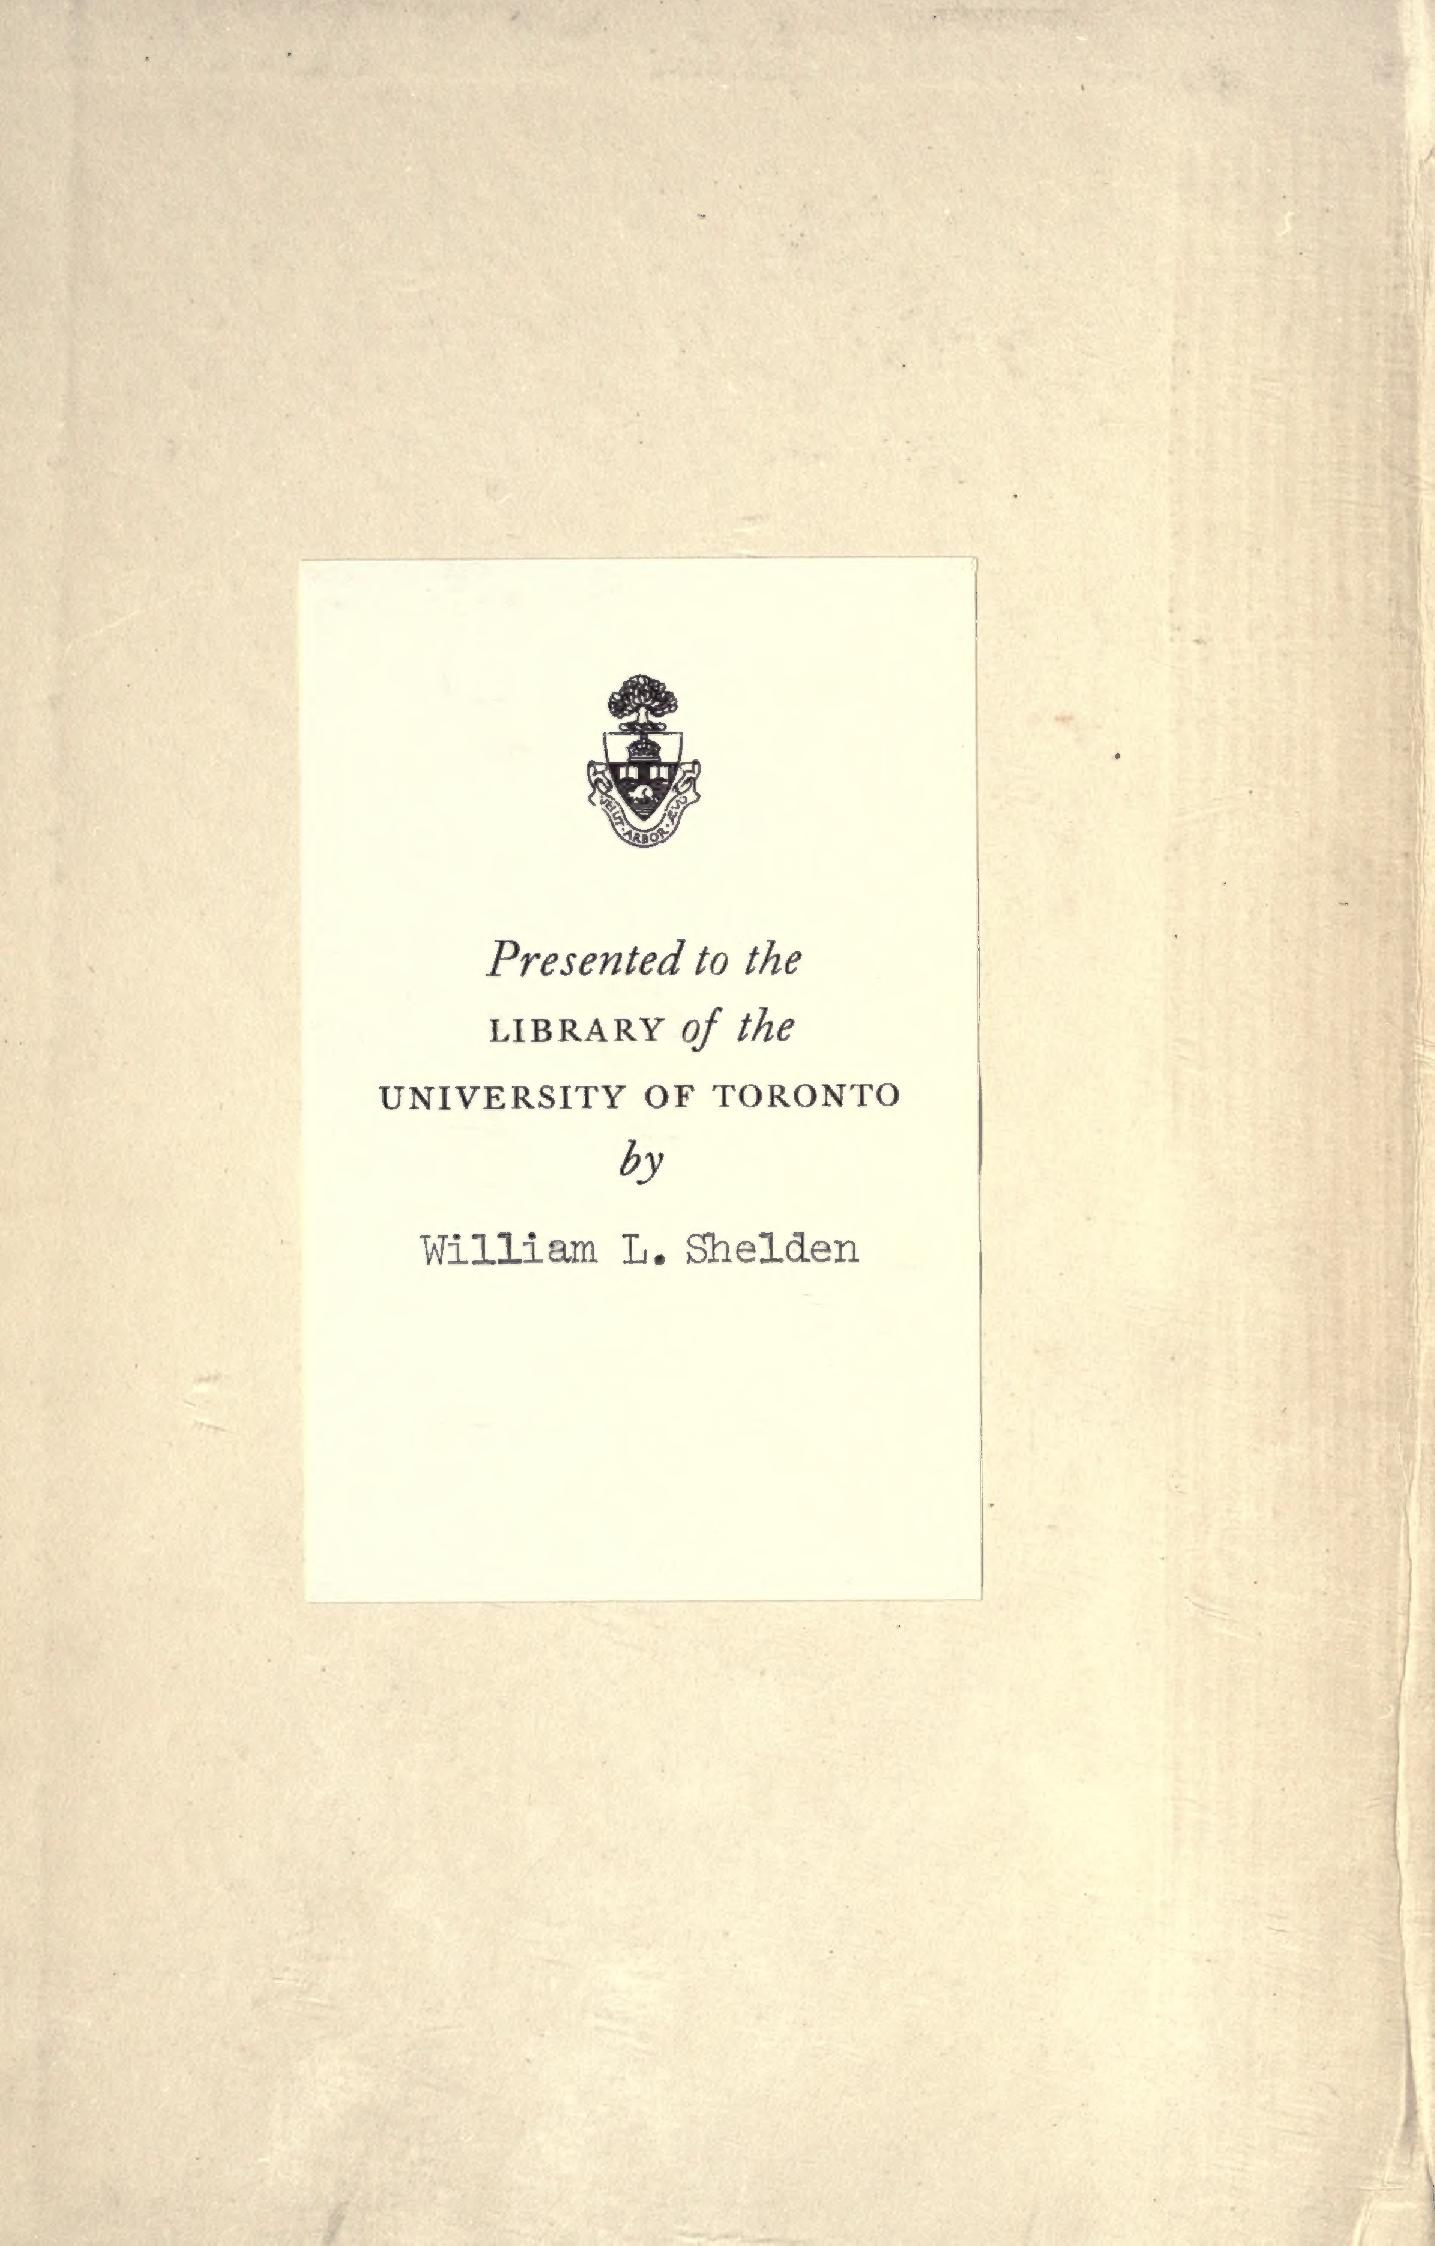 VELUT · ARBOR · ÆVO
Presented to the
LIBRARY of the
UNIVERSITY OF TORONTO
by
William L. Shelden